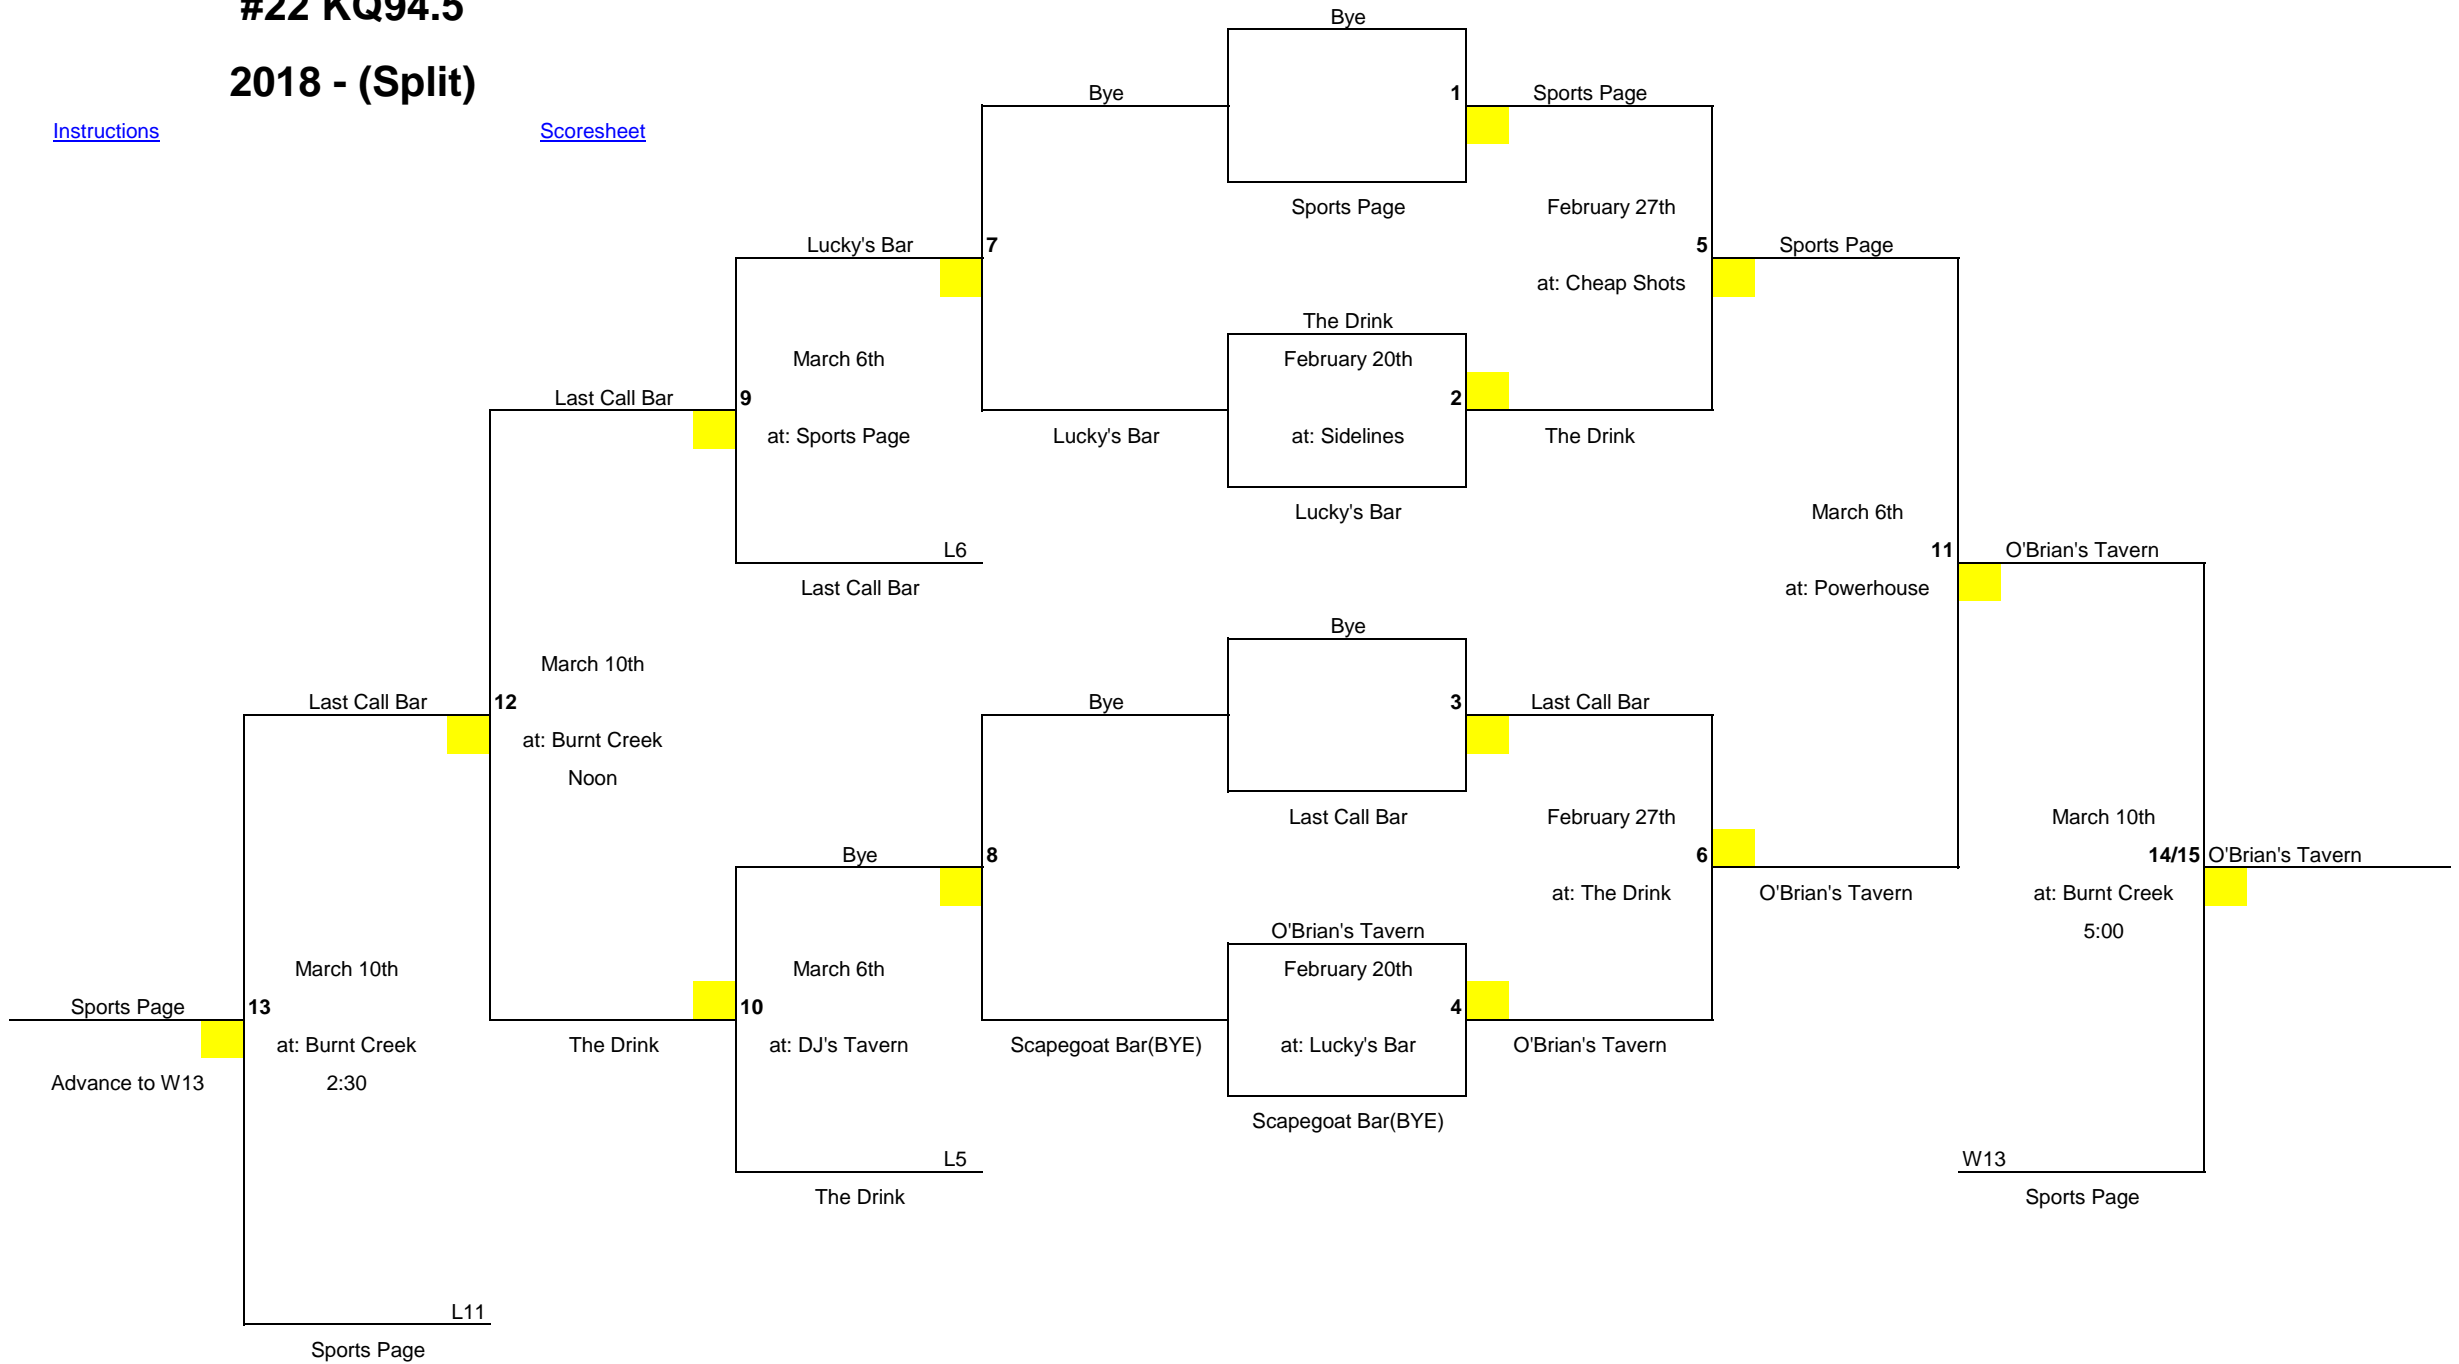 #22 KQ94.5
Bye
2018 - (Split)
Bye
1
Sports Page
Instructions
Scoresheet
Sports Page
February 27th
Lucky's Bar
7
5
Sports Page
at: Cheap Shots
The Drink
March 6th
February 20th
Last Call Bar
9
2
at: Sports Page
Lucky's Bar
at: Sidelines
The Drink
Lucky's Bar
March 6th
L6
11
O'Brian's Tavern
Last Call Bar
at: Powerhouse
Bye
March 10th
Last Call Bar
12
Bye
3
Last Call Bar
at: Burnt Creek
Noon
Last Call Bar
February 27th
March 10th
Bye
8
6
14/15
O'Brian's Tavern
at: The Drink
O'Brian's Tavern
at: Burnt Creek
O'Brian's Tavern
5:00
March 10th
March 6th
February 20th
Sports Page
13
10
4
at: Burnt Creek
The Drink
at: DJ's Tavern
Scapegoat Bar(BYE)
at: Lucky's Bar
O'Brian's Tavern
Advance to W13
2:30
Scapegoat Bar(BYE)
L5
W13
The Drink
Sports Page
L11
Sports Page